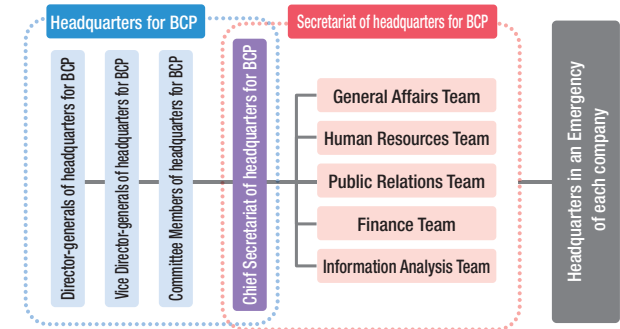 Headquarters for BCP
Secretariat of headquarters for BCP
Director-generals of headquarters for BCP
Vice Director-generals of headquarters for BCP
Committee Members of headquarters for BCP
Chief Secretariat of headquarters for BCP
General Affairs Team
Human Resources Team
Public Relations Team
Finance Team
Information Analysis Team
Headquarters in an Emergency
of each company